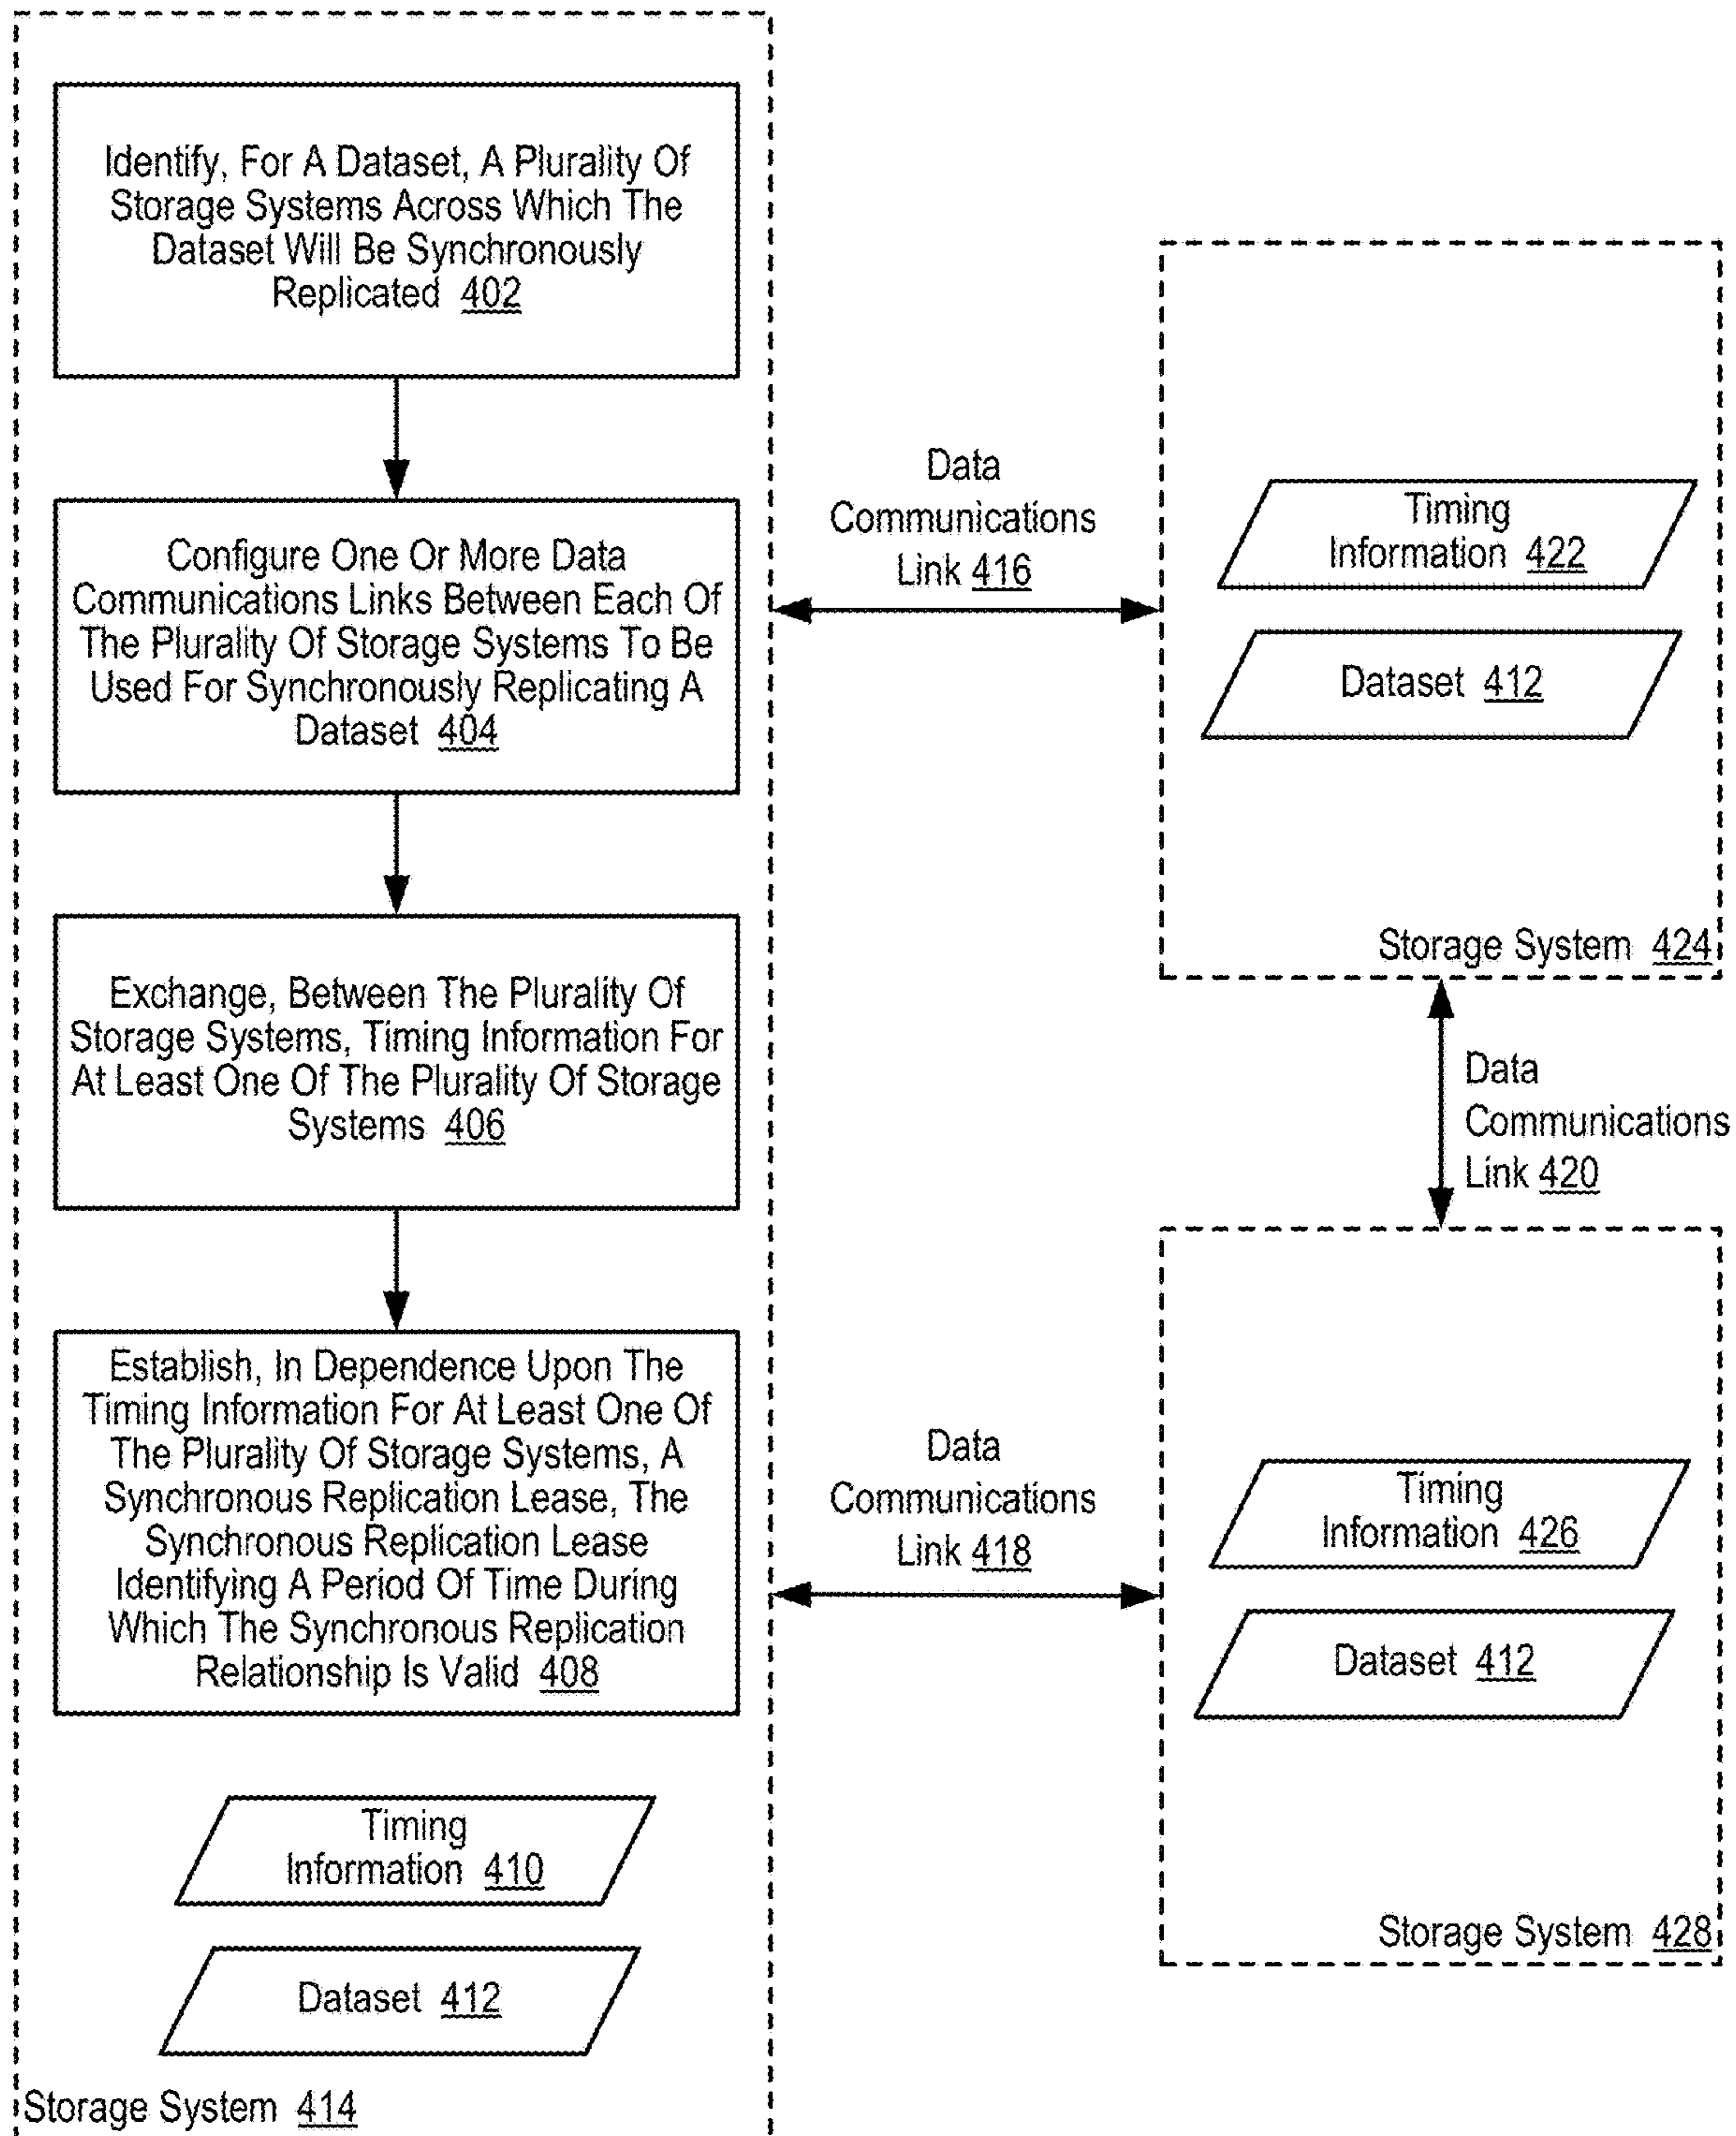 Identify, For A Dataset, A Plurality Of
Storage Systems Across Which The
Dataset Will Be Synchronously
Replicated 402
Configure One Or More Data
Communications Links Between Each Of
The Plurality Of Storage Systems To Be
Used For Synchronously Replicating A
Dataset 404
Exchange, Between The Plurality Of
Storage Systems, Timing Information For
At Least One Of The Plurality Of Storage
Systems 406
Establish, In Dependence Upon The
Timing Information For At Least One Of
The Plurality Of Storage Systems, A
Synchronous Replication Lease, The
Synchronous Replication Lease
Identifying A Period Of Time During
Which The Synchronous Replication
Relationship Is Valid 408
Timing
Information 410
Dataset 412
Storage System 414
Data
Communications
Link 416
Timing
Information 422
Dataset 412
Storage System 424
Data
Communications
Link 420
Data
Communications
Link 418
Timing
Information 426
Dataset 412
Storage System 428